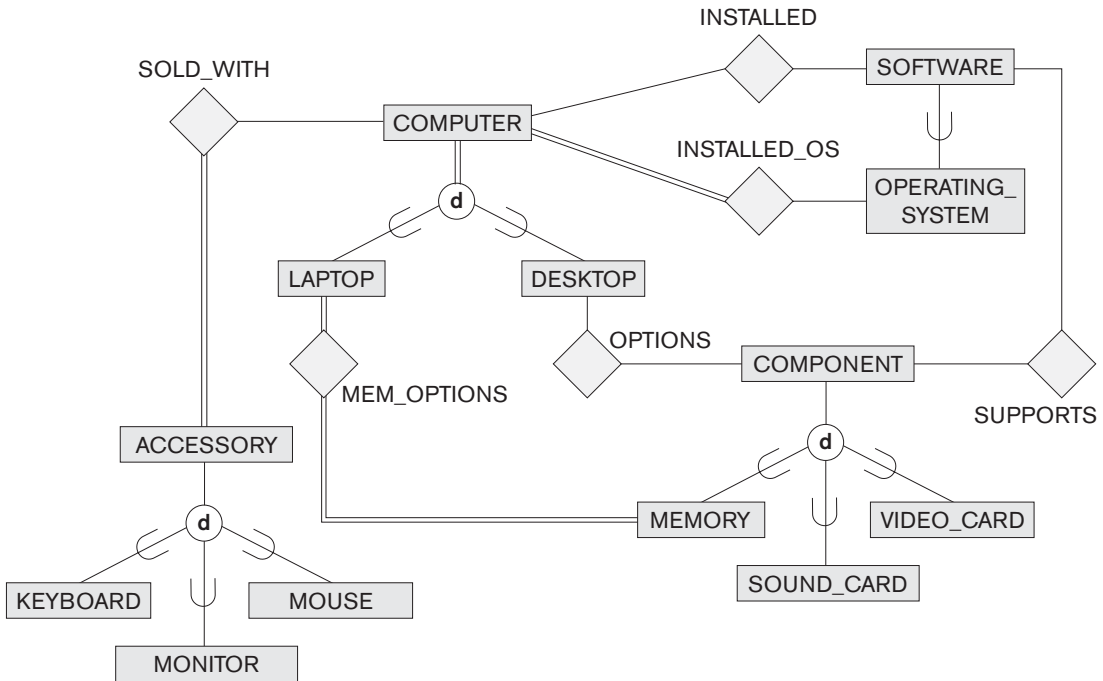 INSTALLED
SOLD_WITH
SOFTWARE
COMPUTER
INSTALLED_OS
OPERATING_
SYSTEM
d
LAPTOP
DESKTOP
OPTIONS
COMPONENT
MEM_OPTIONS
SUPPORTS
ACCESSORY
d
MEMORY
VIDEO_CARD
d
SOUND_CARD
KEYBOARD
MOUSE
MONITOR